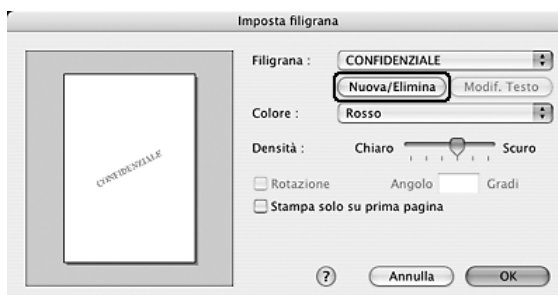 Imposta filigrana
Filigrana : CONFIDENZIALE
Nuova/Elimina Modif. Testo
Colore : Rosso
Densità : Chiaro Scuro
CONFIDENZIALE
Rotazione Angolo Gradi
Stampa solo su prima pagina
? Annulla OK